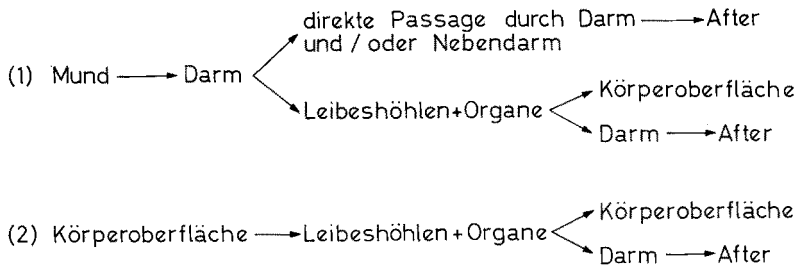 direkte Passage durch Darm → After
und / oder Nebendarm
(1) Mund → Darm
Körperoberfläche
Leibeshöhlen + Organe
Darm → After
Körperoberfläche
(2) Körperoberfläche → Leibeshöhlen + Organe
Darm → After